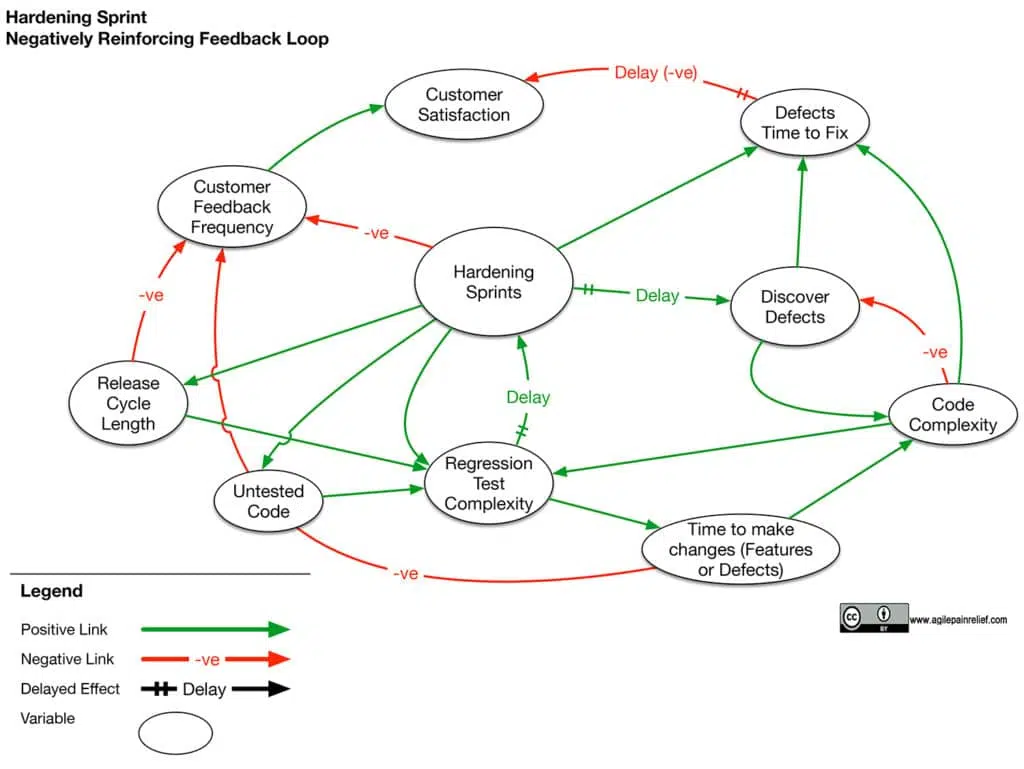 Hardening Sprint
Negatively Reinforcing Feedback Loop
Customer
Satisfaction
Delay (-ve)
Defects
Time to Fix
Customer
Feedback
Frequency
-ve
Hardening
Sprints
-ve
Delay
Discover
Defects
-ve
Release
Cycle
Length
Delay
Code
Complexity
Regression
Test
Complexity
Untested
Code
Time to make
changes (Features
or Defects)
-ve
Legend
Positive Link
Negative Link
-ve
Delayed Effect
Delay
Variable
cc
BY
www.agilepainrelief.com